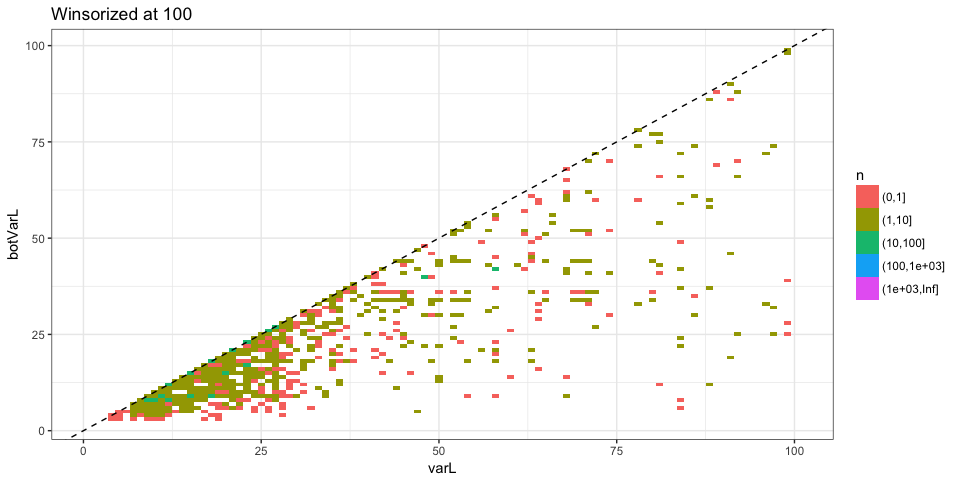 Winsorized at 100
botVarL
100
75
50
25
0
0 25 50 75 100
varL
n
(0,1]
(1,10]
(10,100]
(100,1e+03]
(1e+03,Inf]